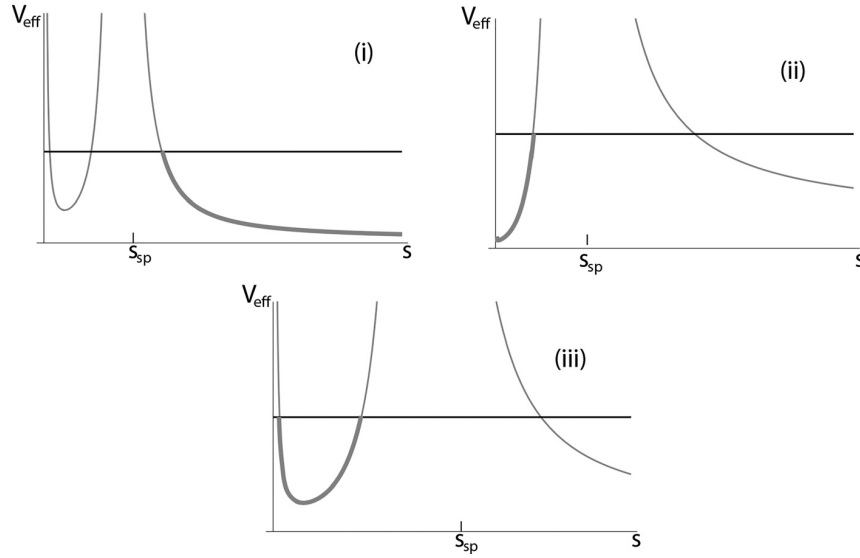 V_eff
(i)
s_sp
s
V_eff
(ii)
s_sp
s
V_eff
(iii)
s_sp
s